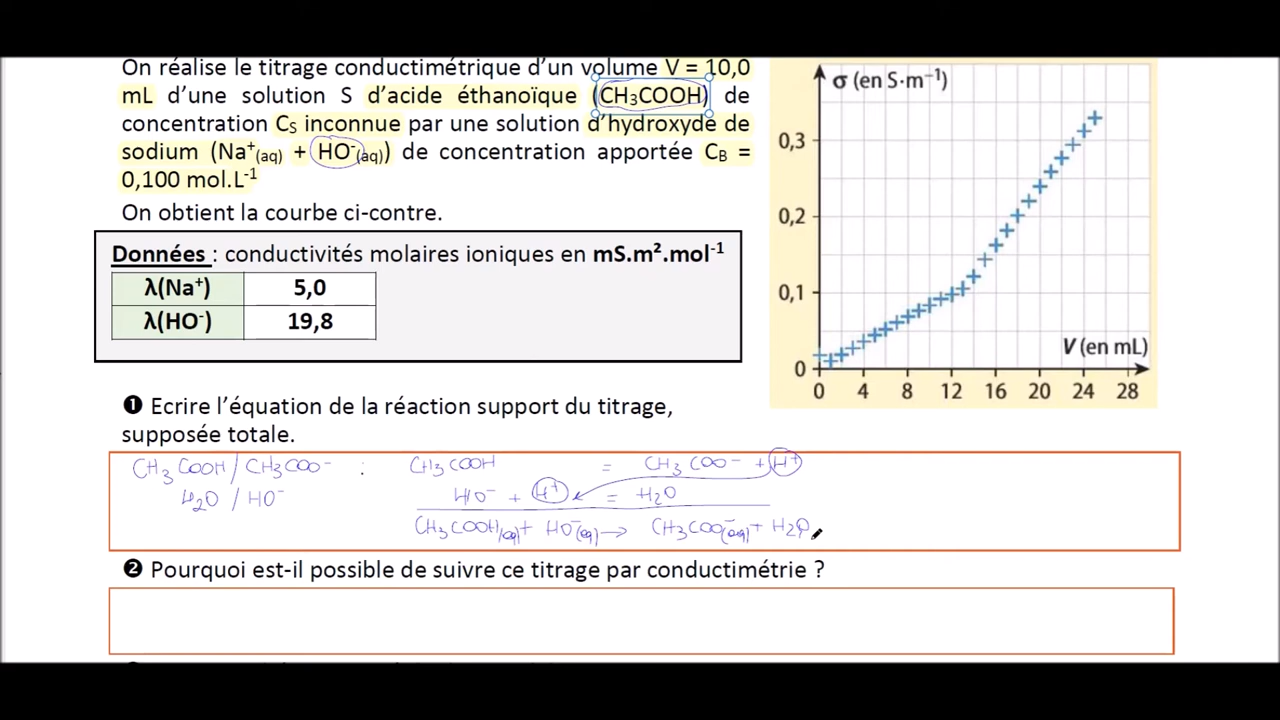 On réalise le titrage conductimétrique d'un volume V = 10,0
mL d'une solution S d'acide éthanoïque (CH₃COOH) de
concentration Cₛ inconnue par une solution d'hydroxyde de
sodium (Na⁺(aq) + HO⁻(aq)) de concentration apportée C_B =
0,100 mol.L⁻¹
On obtient la courbe ci-contre.
Données : conductivités molaires ioniques en mS.m².mol⁻¹
λ(Na⁺) 5,0
λ(HO⁻) 19,8
σ (en S·m⁻¹)
0,3
0,2
0,1
0
V (en mL)
0 4 8 12 16 20 24 28
❶ Ecrire l'équation de la réaction support du titrage,
supposée totale.
CH₃COOH / CH₃COO⁻ : CH₃COOH = CH₃COO⁻ + H⁺
H₂O / HO⁻ HO⁻ + H⁺ = H₂O
CH₃COOH(aq) + HO⁻(aq) → CH₃COO⁻(aq) + H₂O
❷ Pourquoi est-il possible de suivre ce titrage par conductimétrie ?